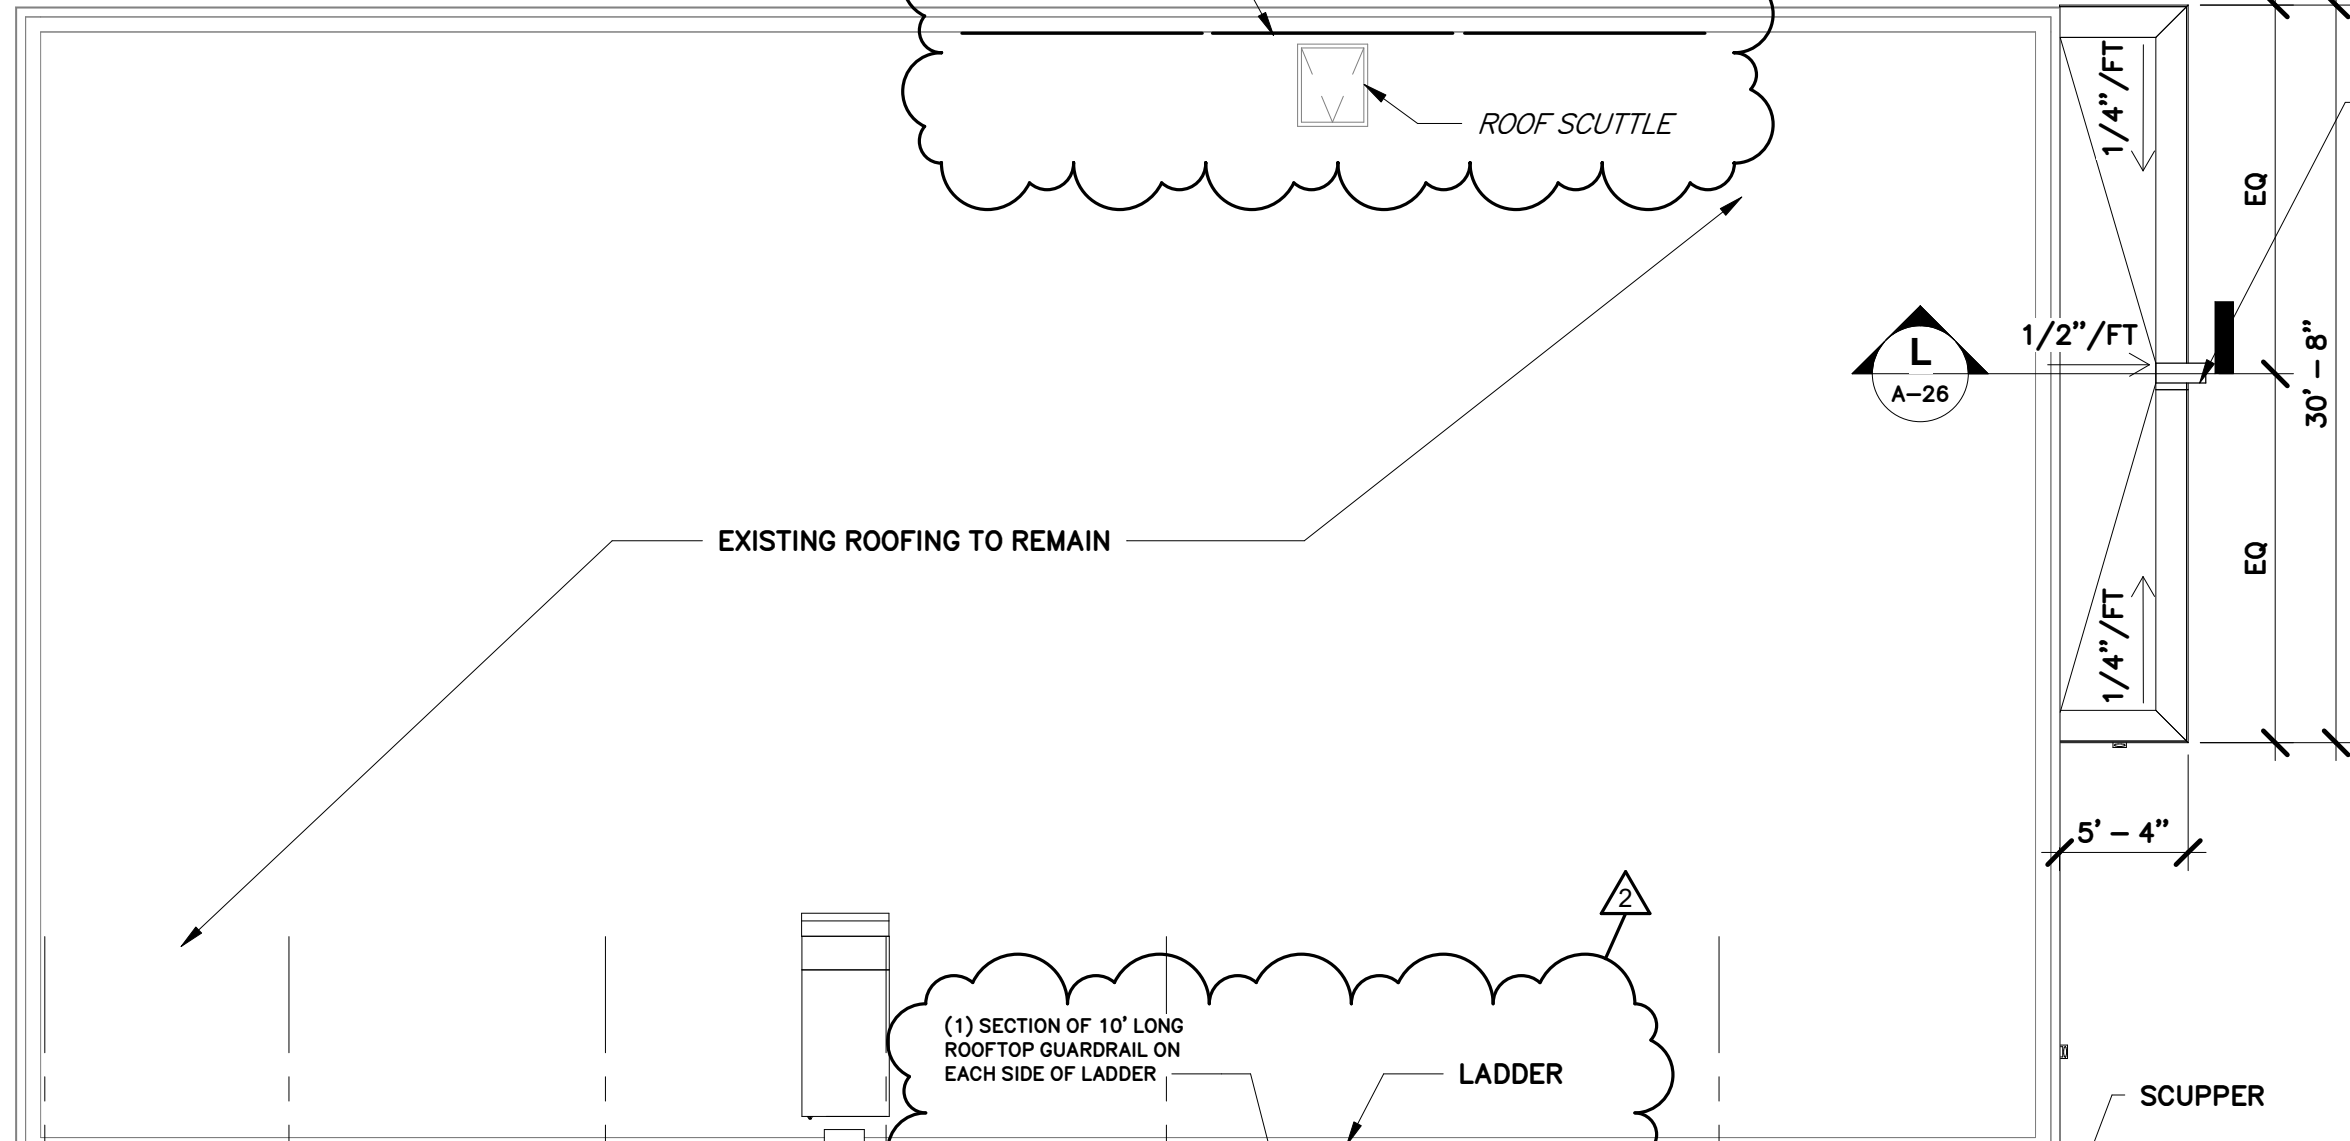 1/4"/FT
ROOF SCUTTLE
EQ
1/2"/FT
L
A-26
30' - 8"
EXISTING ROOFING TO REMAIN
EQ
1/4"/FT
5' - 4"
2
(1) SECTION OF 10' LONG
ROOFTOP GUARDRAIL ON
EACH SIDE OF LADDER
LADDER
SCUPPER